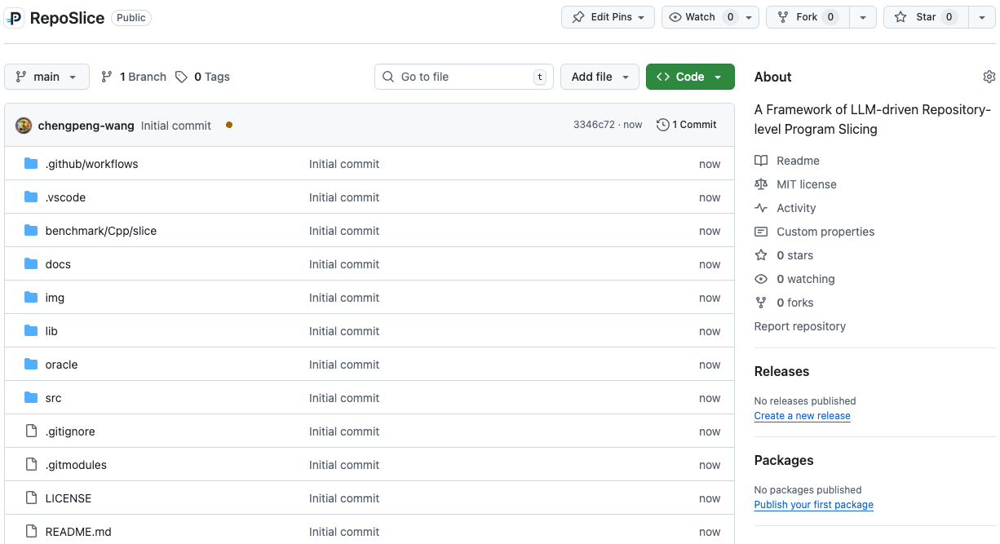 RepoSlice Public Edit Pins Watch 0 Fork 0 Star 0
main 1 Branch 0 Tags Go to file t Add file Code
chengpeng-wang Initial commit 3346c72 · now 1 Commit
.github/workflows Initial commit now
.vscode Initial commit now
benchmark/Cpp/slice Initial commit now
docs Initial commit now
img Initial commit now
lib Initial commit now
oracle Initial commit now
src Initial commit now
.gitignore Initial commit now
.gitmodules Initial commit now
LICENSE Initial commit now
README.md Initial commit now
About
A Framework of LLM-driven Repository-
level Program Slicing
Readme
MIT license
Activity
Custom properties
0 stars
0 watching
0 forks
Report repository
Releases
No releases published
Create a new release
Packages
No packages published
Publish your first package